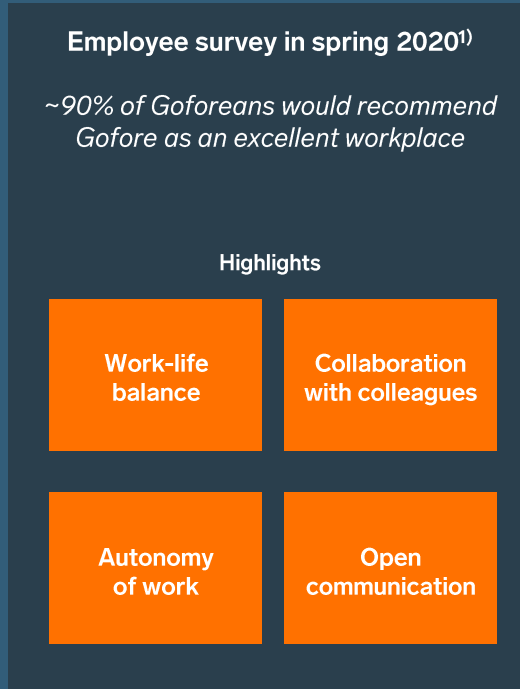 Employee survey in spring 2020¹⁾
~90% of Goforeans would recommend
Gofore as an excellent workplace
Highlights
Work-life
balance
Collaboration
with colleagues
Autonomy
of work
Open
communication